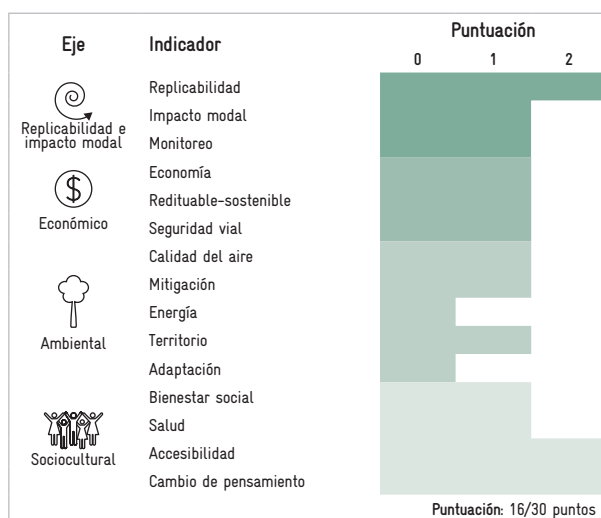 Eje Indicador Puntuación
0 1 2
Replicabilidad
Impacto modal
Monitoreo
Replicabilidad e
impacto modal
Economía
Redituable-sostenible
Seguridad vial
$
Económico
Calidad del aire
Mitigación
Energía
Territorio
Adaptación
Ambiental
Bienestar social
Salud
Accesibilidad
Cambio de pensamiento
Sociocultural
Puntuación: 16/30 puntos